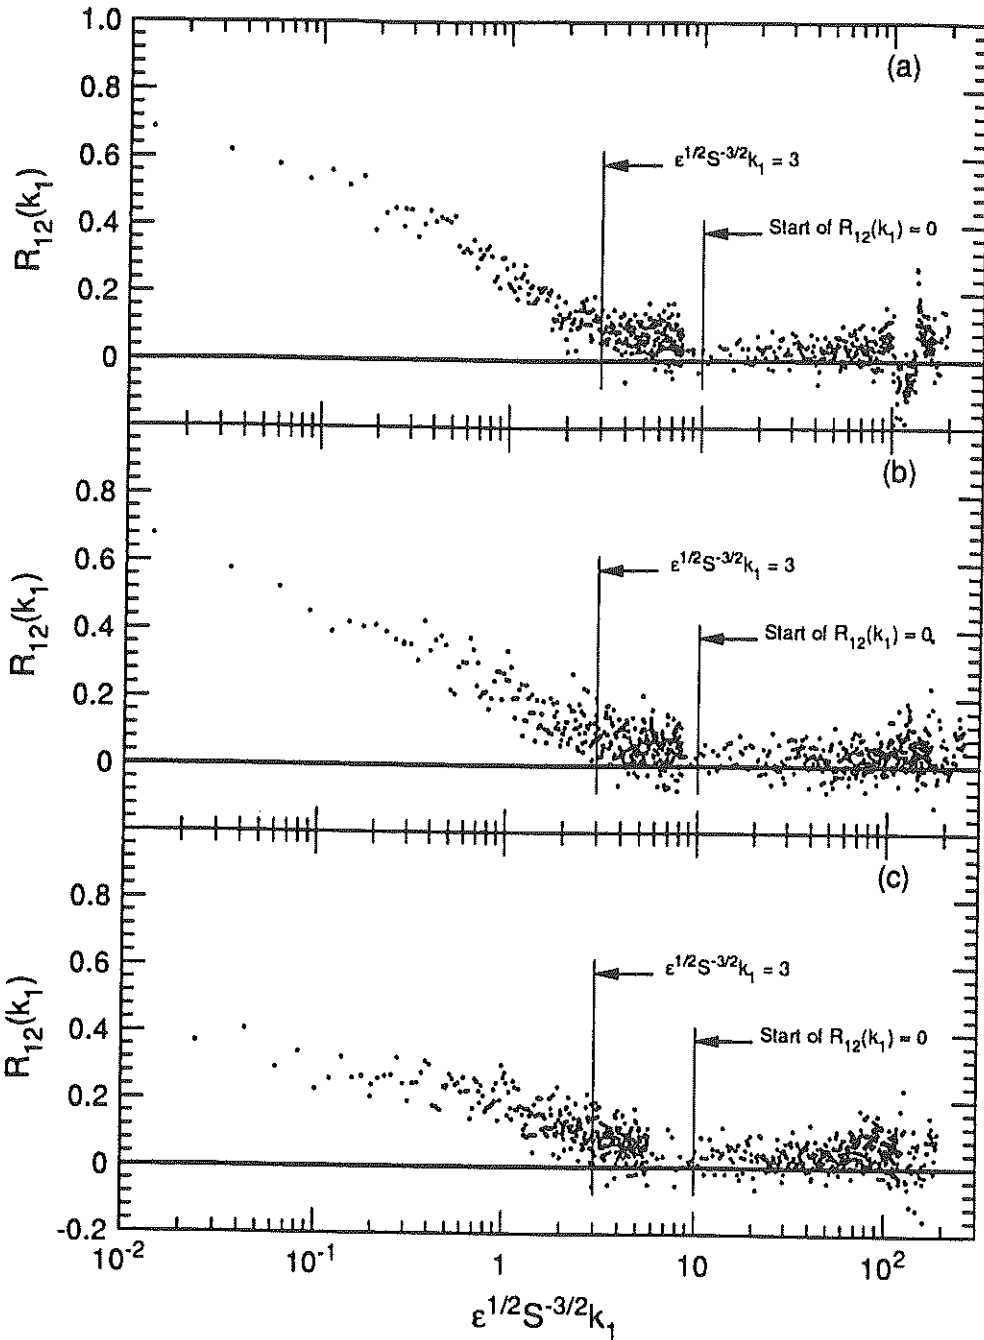 1.0
(a)
0.8
ε1/2S-3/2k1 = 3
0.6
0.4
Start of R12(k1) ≈ 0
0.2
0
R12(k1)
(b)
0.8
0.6
ε1/2S-3/2k1 = 3
0.4
Start of R12(k1) ≈ 0
0.2
0
R12(k1)
(c)
0.8
0.6
ε1/2S-3/2k1 = 3
0.4
Start of R12(k1) ≈ 0
0.2
0
-0.2
R12(k1)
10-2 10-1 1 10 102
ε1/2S-3/2k1